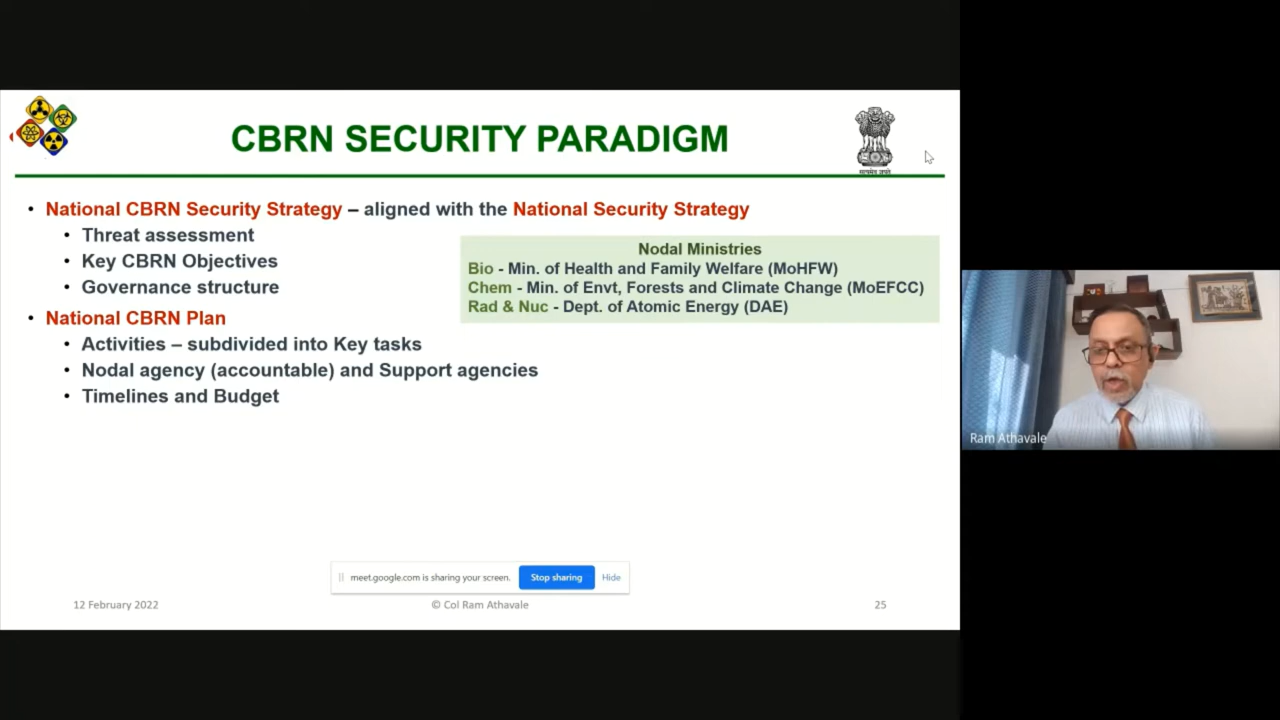 CBRN SECURITY PARADIGM
सत्यमेव जयते
• National CBRN Security Strategy – aligned with the National Security Strategy
• Threat assessment
• Key CBRN Objectives
• Governance structure
Nodal Ministries
Bio - Min. of Health and Family Welfare (MoHFW)
Chem - Min. of Envt, Forests and Climate Change (MoEFCC)
Rad & Nuc - Dept. of Atomic Energy (DAE)
• National CBRN Plan
• Activities – subdivided into Key tasks
• Nodal agency (accountable) and Support agencies
• Timelines and Budget
Ram Athavale
meet.google.com is sharing your screen. Stop sharing Hide
12 February 2022 © Col Ram Athavale 25